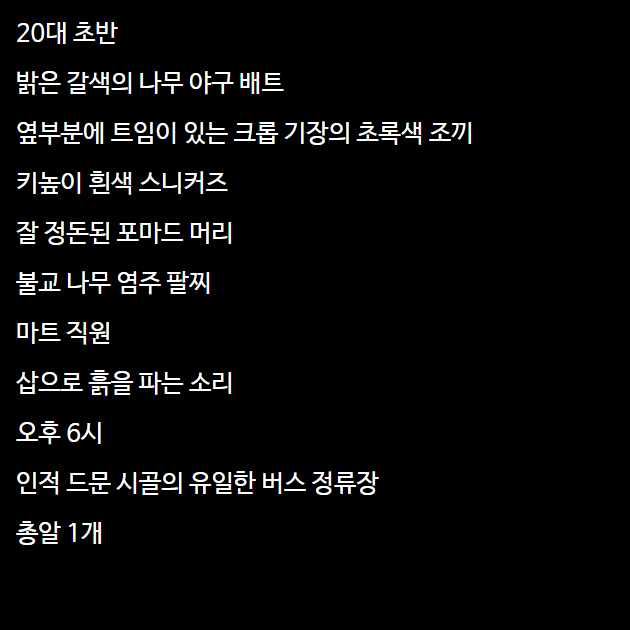 20대 초반
밝은 갈색의 나무 야구 배트
옆부분에 트임이 있는 크롭 기장의 초록색 조끼
키높이 흰색 스니커즈
잘 정돈된 포마드 머리
불교 나무 염주 팔찌
마트 직원
삽으로 흙을 파는 소리
오후 6시
인적 드문 시골의 유일한 버스 정류장
총알 1개